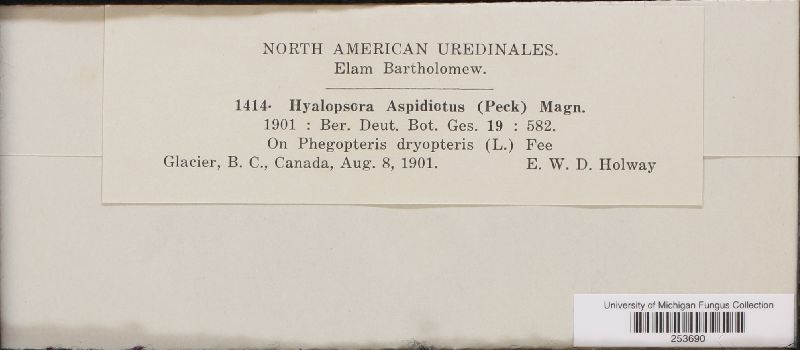 NORTH AMERICAN UREDINALES.
Elam Bartholomew.
1414. Hyalopsora Aspidiotus (Peck) Magn.
1901 : Ber. Deut. Bot. Ges. 19 : 582.
On Phegopteris dryopteris (L.) Fee
Glacier, B. C., Canada, Aug. 8, 1901. E. W. D. Holway
University of Michigan Fungus Collection
253690